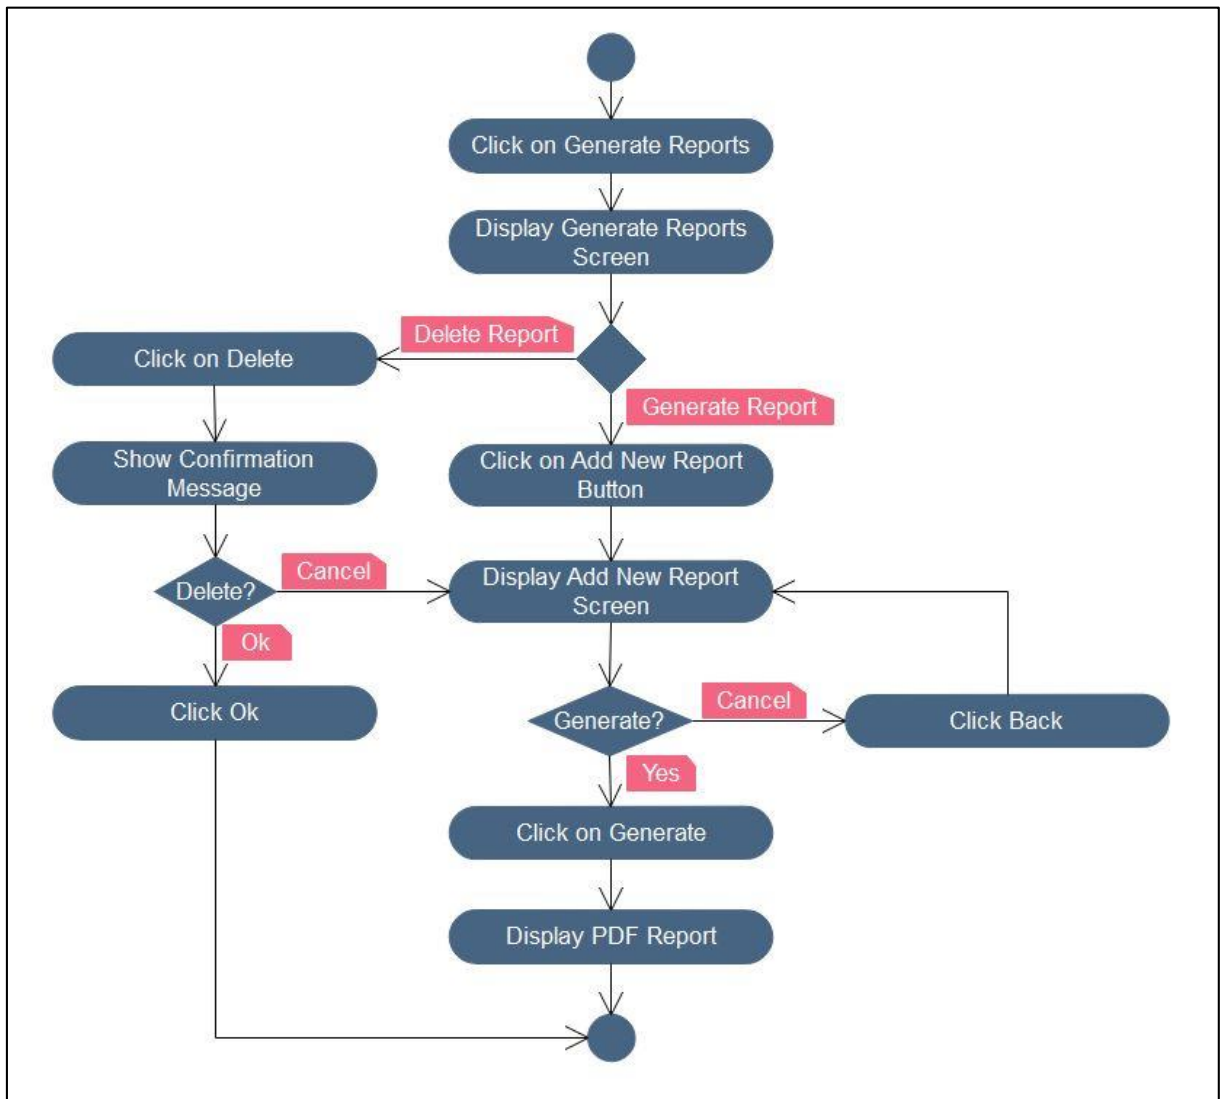 Click on Generate Reports
Display Generate Reports
Screen
Delete Report
Click on Delete
Generate Report
Show Confirmation
Message
Click on Add New Report
Button
Delete?
Cancel
Display Add New Report
Screen
Ok
Click Ok
Generate?
Cancel
Click Back
Yes
Click on Generate
Display PDF Report